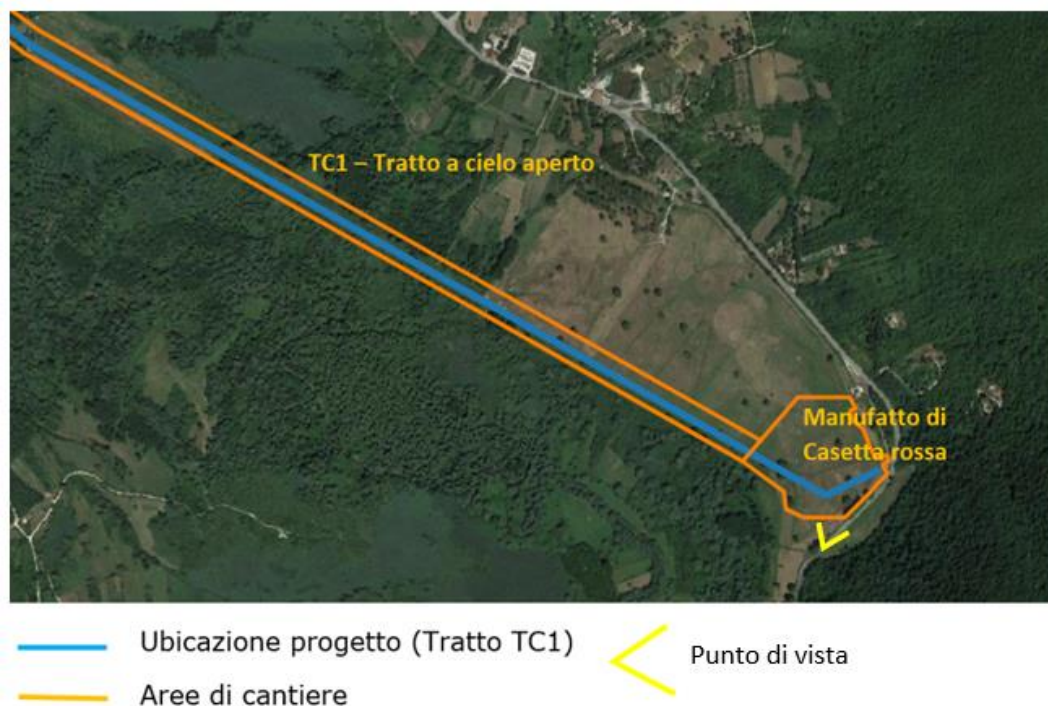 TC1 – Tratto a cielo aperto
Manufatto di
Casetta rossa
Ubicazione progetto (Tratto TC1)
Punto di vista
Aree di cantiere